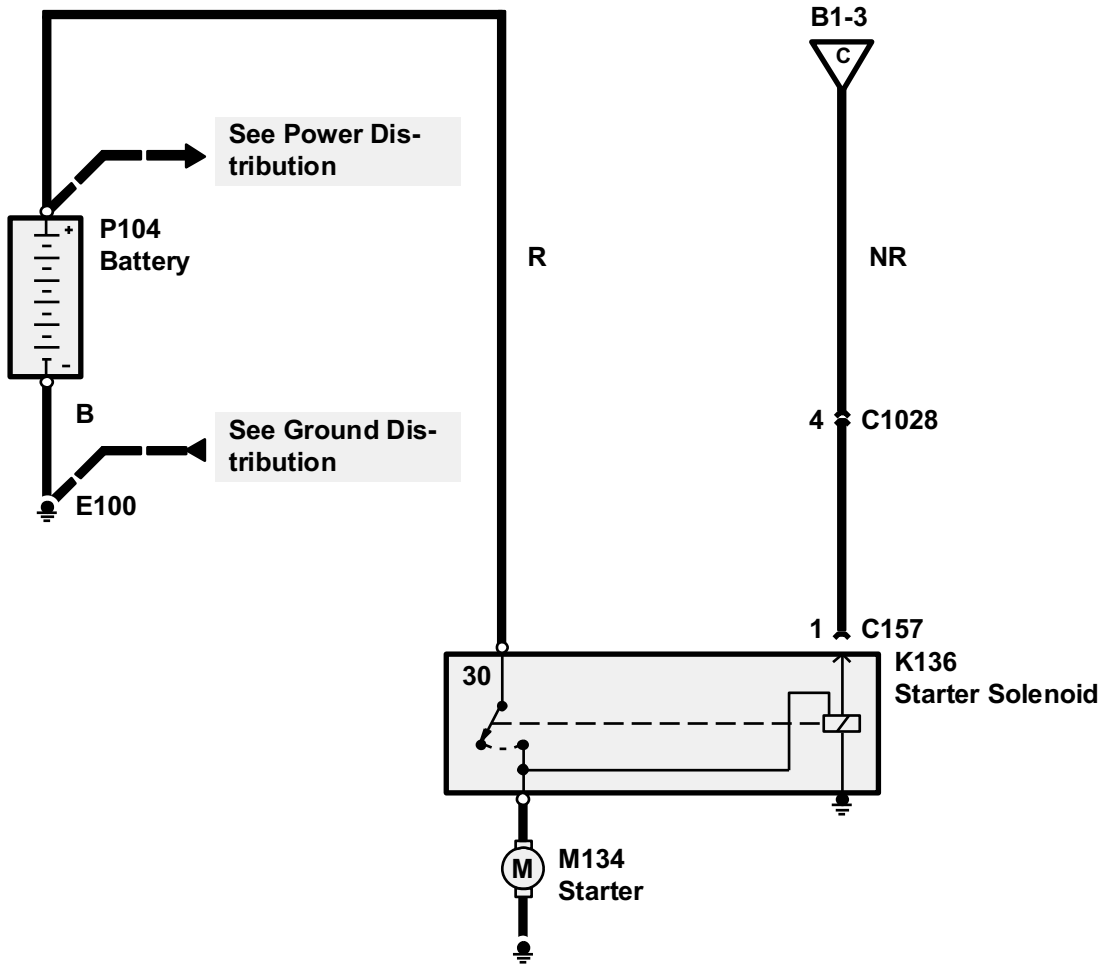 B1-3
C
See Power Dis-
tribution
P104
Battery
+
-
R
NR
B
See Ground Dis-
tribution
4 C1028
E100
1 C157
K136
Starter Solenoid
30
M
M134
Starter